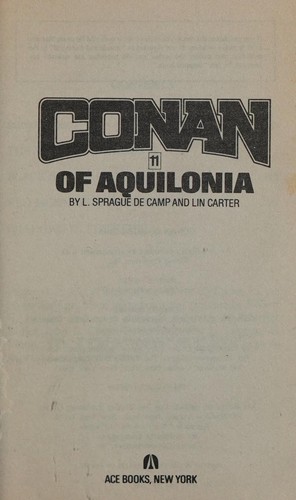 CONAN
11
OF AQUILONIA
BY L. SPRAGUE DE CAMP AND LIN CARTER
ACE BOOKS, NEW YORK